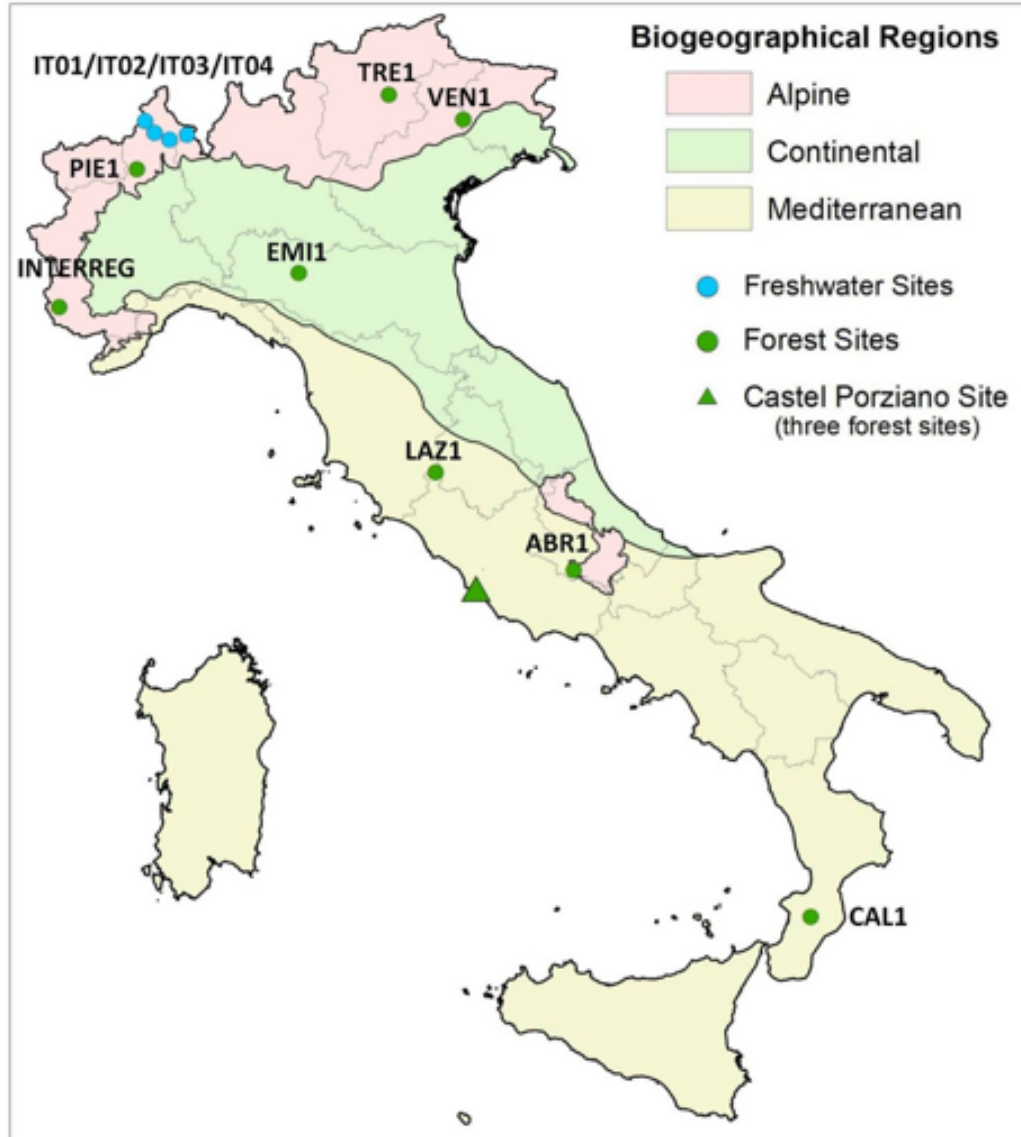 Biogeographical Regions
Alpine
Continental
Mediterranean
Freshwater Sites
Forest Sites
Castel Porziano Site
(three forest sites)
IT01/IT02/IT03/IT04
TRE1
VEN1
PIE1
EMI1
INTERREG
LAZ1
ABR1
CAL1